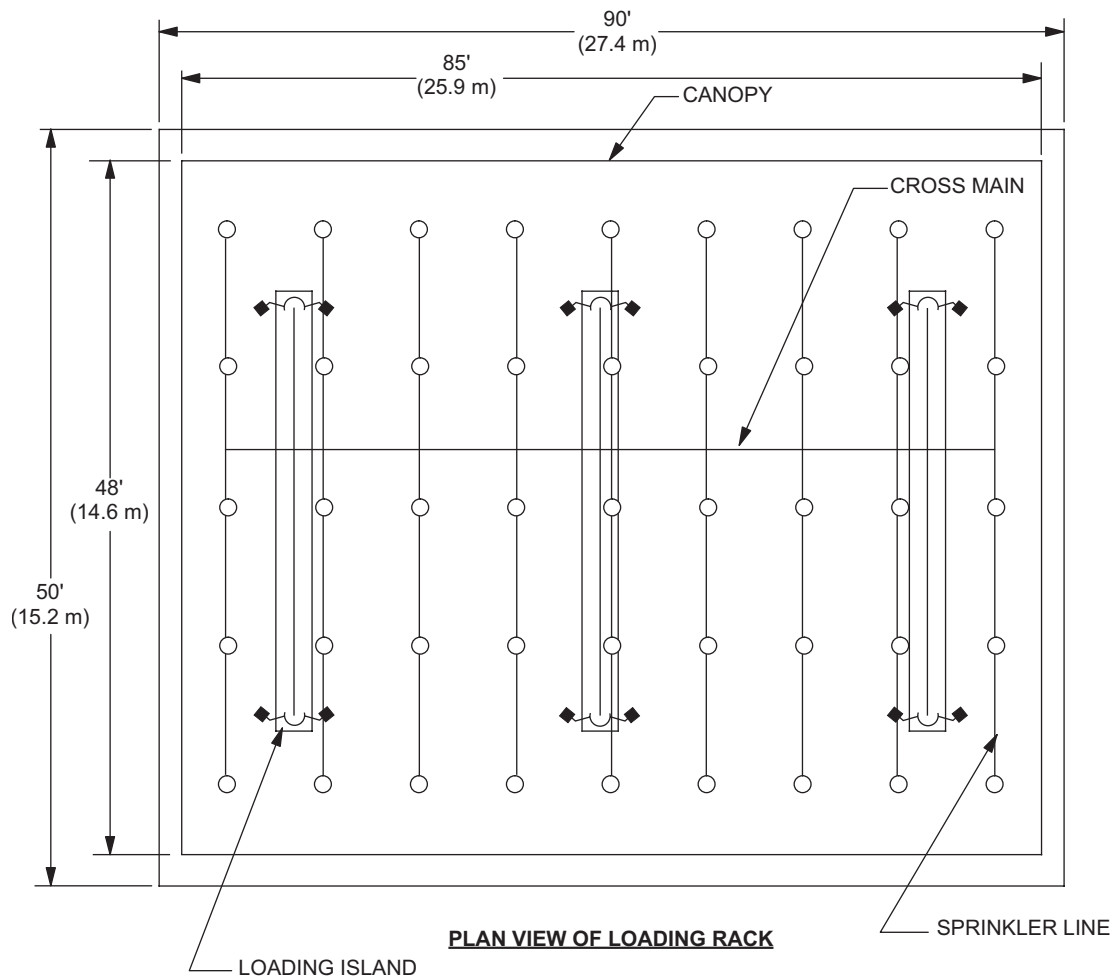 90'
(27.4 m)
85'
(25.9 m)
CANOPY
CROSS MAIN
48'
(14.6 m)
50'
(15.2 m)
PLAN VIEW OF LOADING RACK
SPRINKLER LINE
LOADING ISLAND